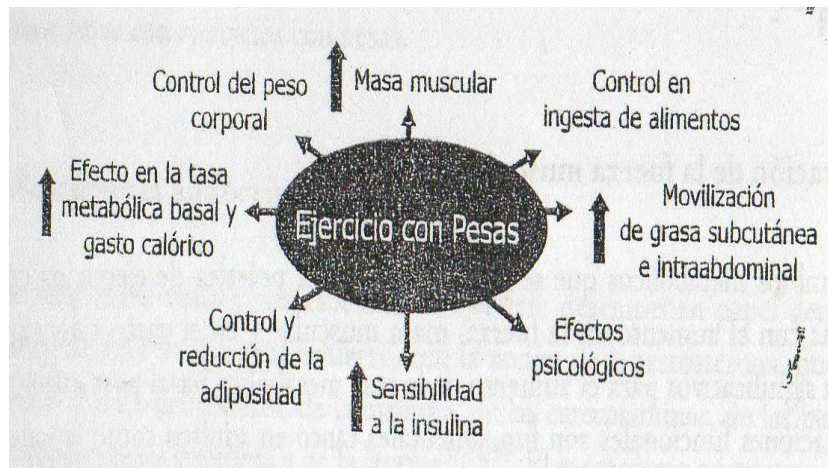 Control del peso
corporal
Masa muscular
Control en
ingesta de alimentos
Efecto en la tasa
metabólica basal y
gasto calórico
Ejercicio con Pesas
Movilización
de grasa subcutánea
e intraabdominal
Control y
reducción de la
adiposidad
Sensibilidad
a la insulina
Efectos
psicológicos